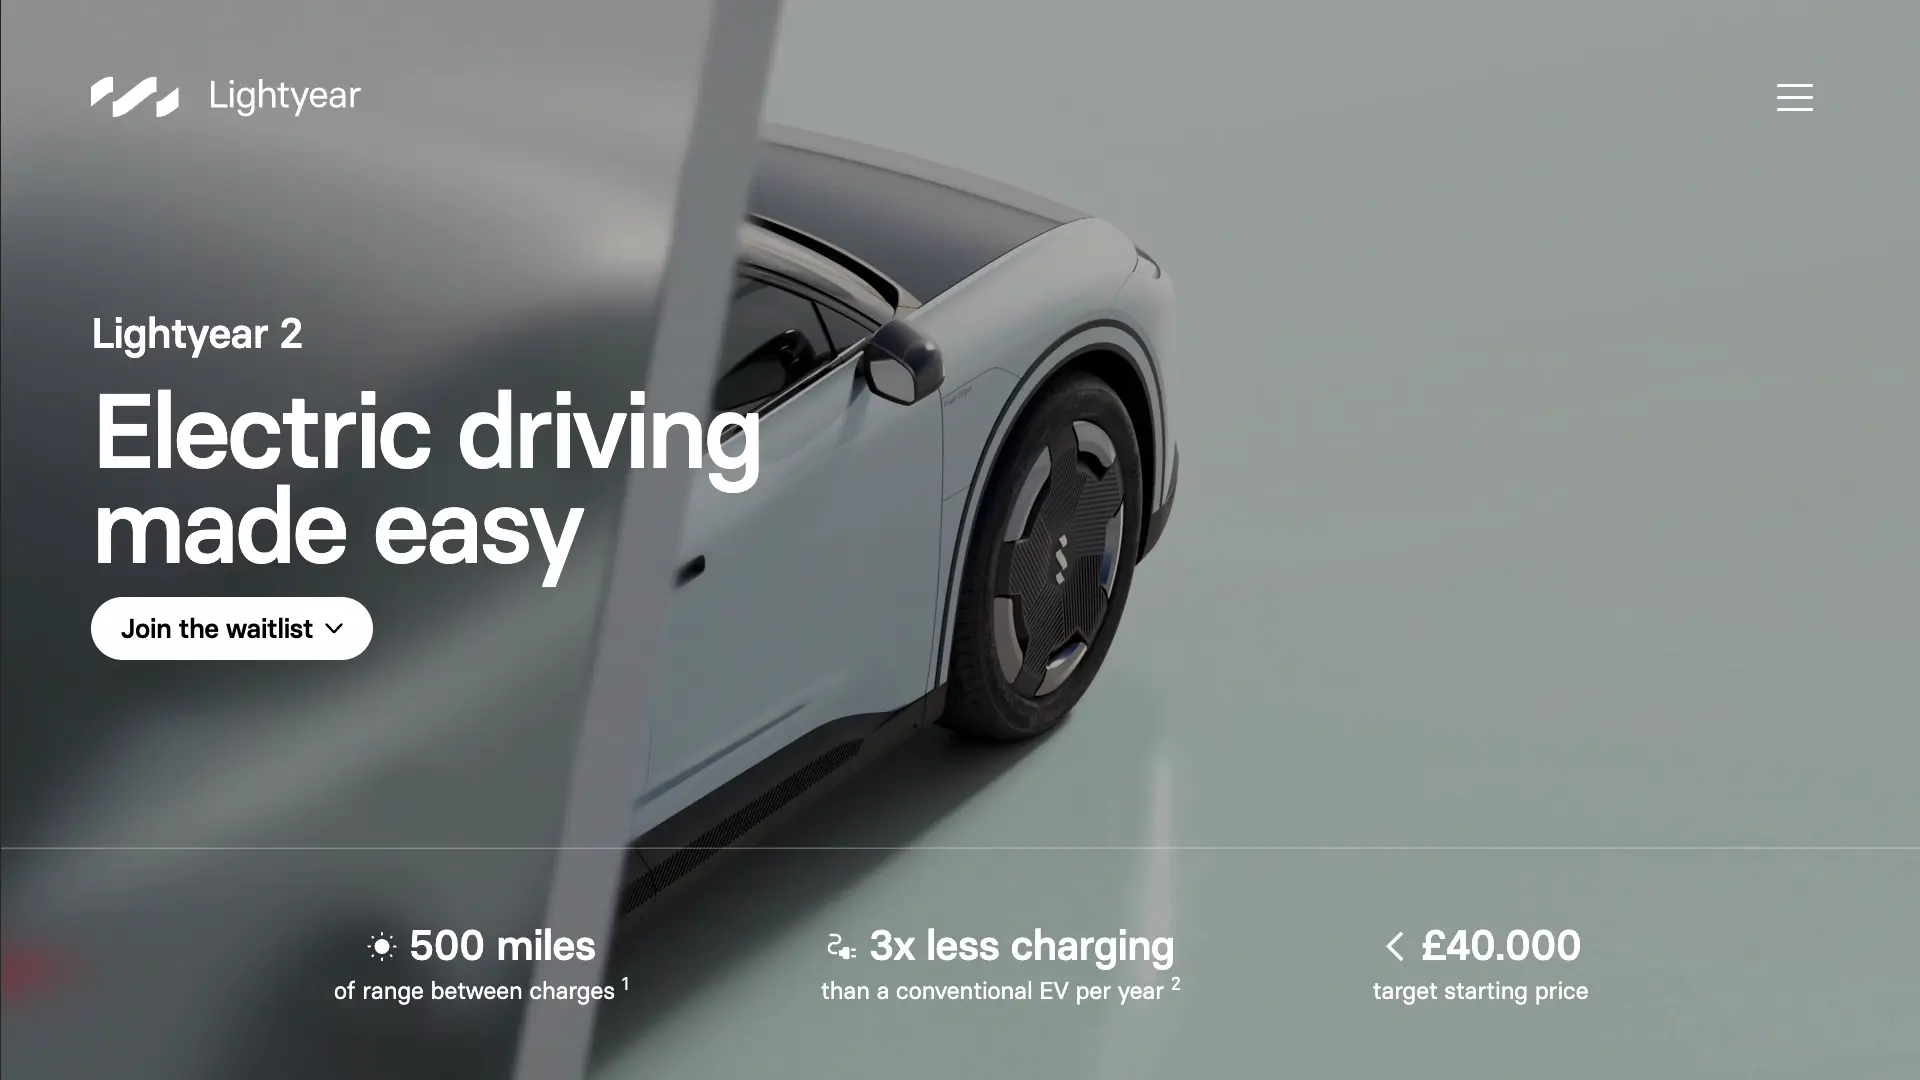 Lightyear
Lightyear 2
Electric driving
made easy
Join the waitlist
500 miles
of range between charges 1
3x less charging
than a conventional EV per year 2
< £40.000
target starting price